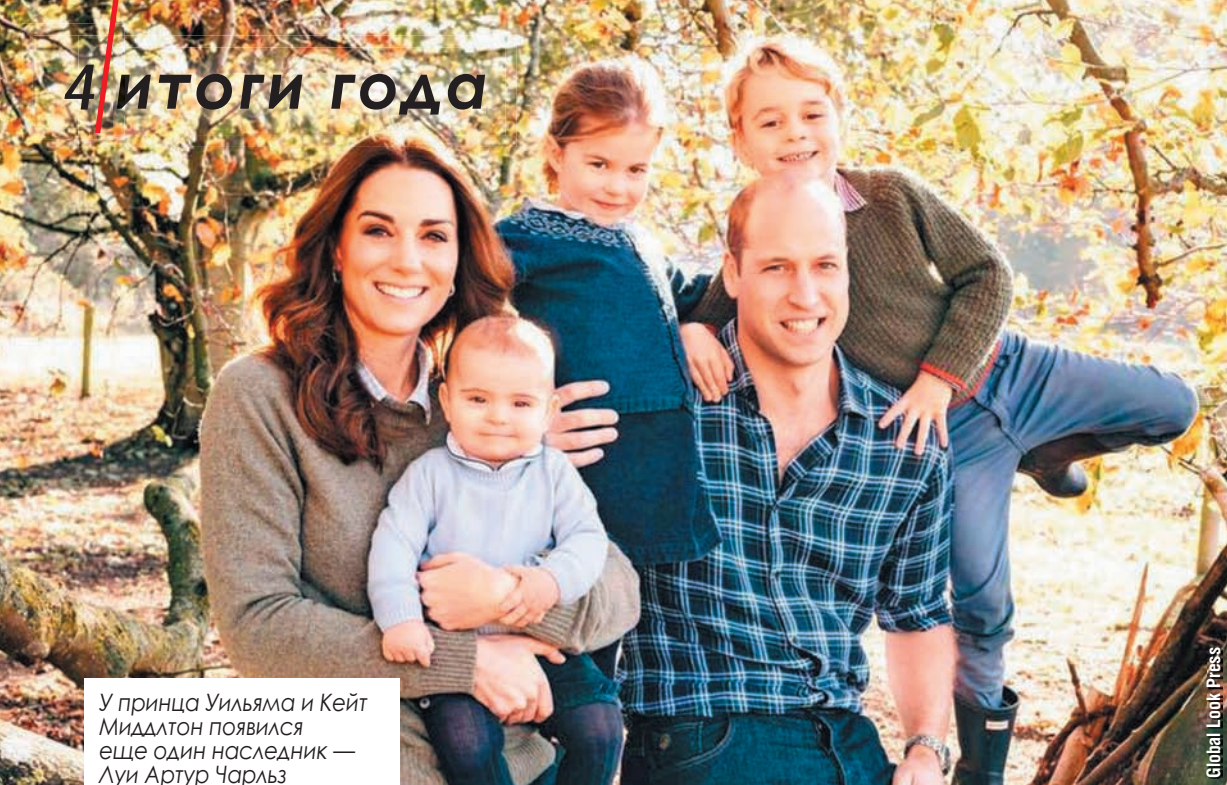 4 итоги года
У принца Уильяма и Кейт
Миддлтон появился
еще один наследник —
Луи Артур Чарльз
Global Look Press